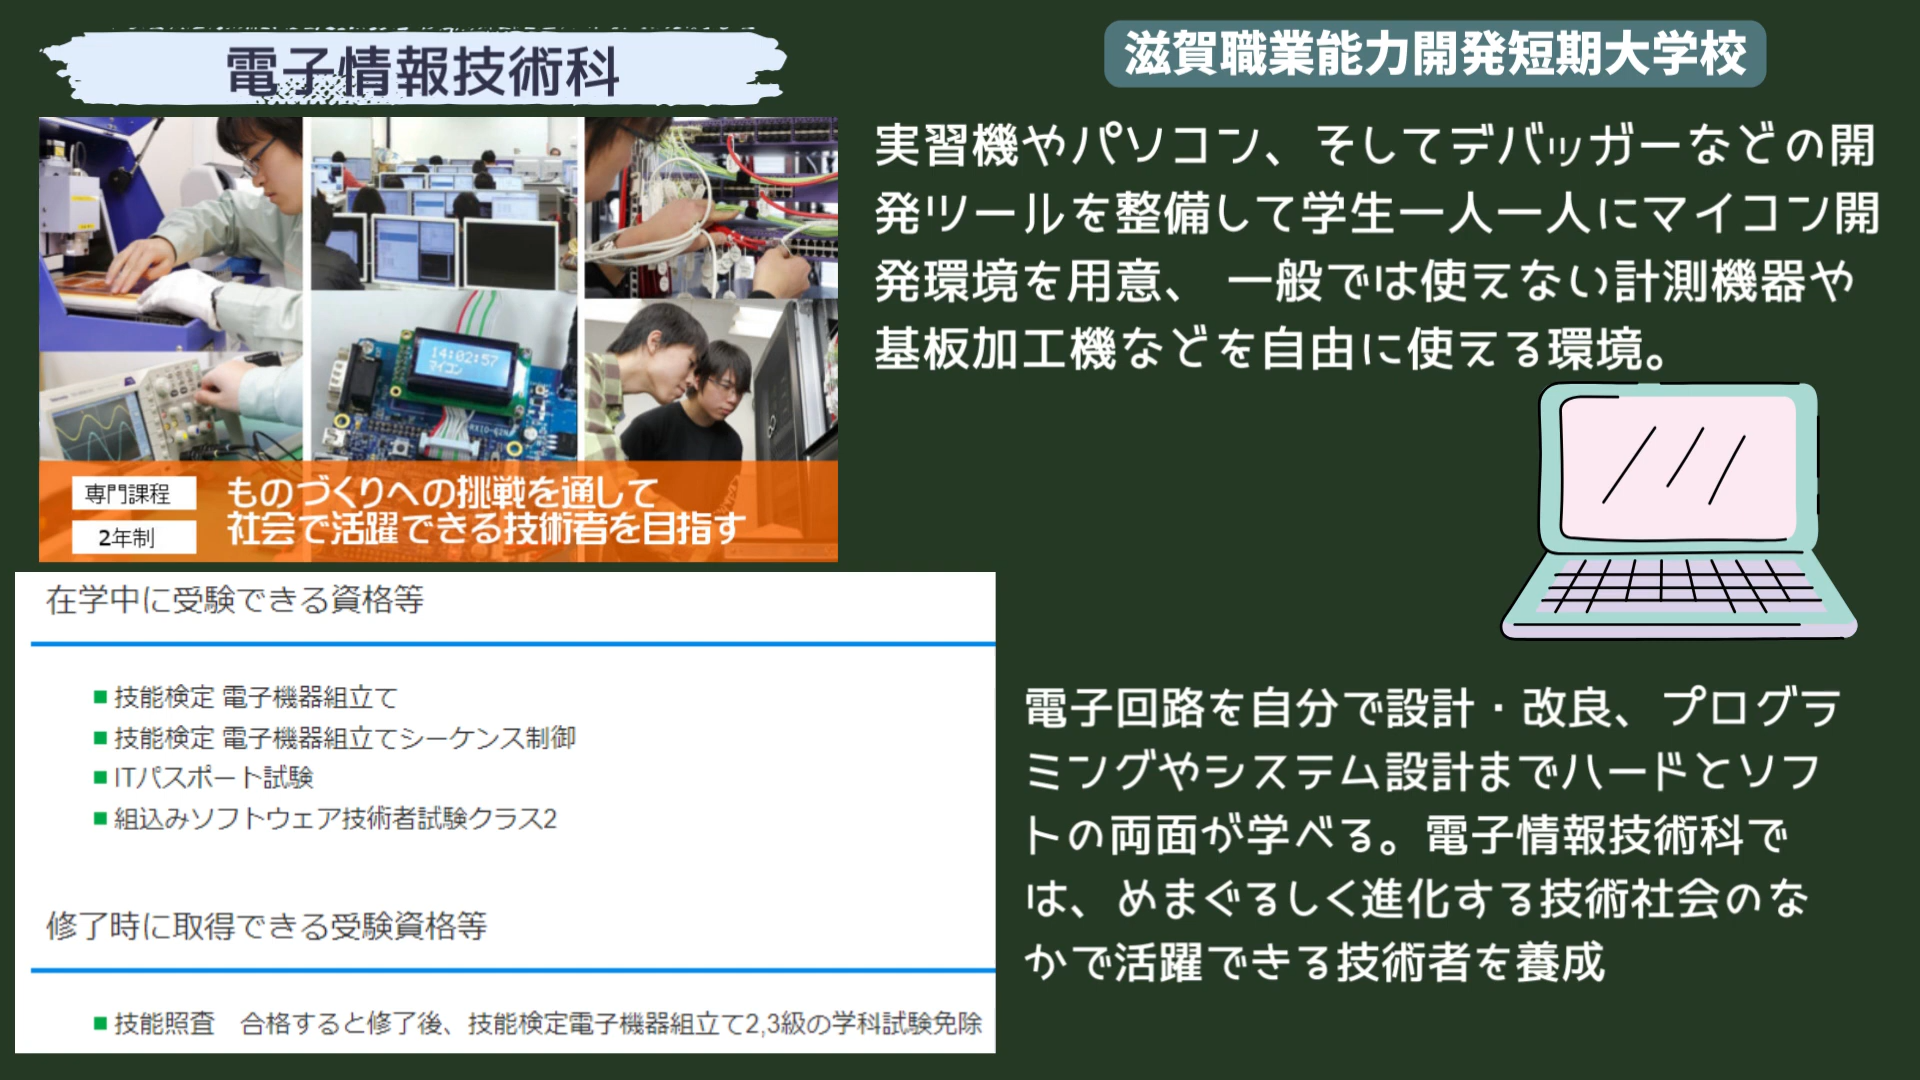 電子情報技術科
滋賀職業能力開発短期大学校
実習機やパソコン、そしてデバッガーなどの開
発ツールを整備して学生一人一人にマイコン開
発環境を用意、 一般では使えない計測機器や
基板加工機などを自由に使える環境。
14:02:57
マイコン
専門課程
2年制
ものづくりへの挑戦を通して
社会で活躍できる技術者を目指す
在学中に受験できる資格等
■ 技能検定 電子機器組立て
■ 技能検定 電子機器組立てシーケンス制御
■ ITパスポート試験
■ 組込みソフトウェア技術者試験クラス2
修了時に取得できる受験資格等
■ 技能照査　合格すると修了後、技能検定電子機器組立て2,3級の学科試験免除
電子回路を自分で設計・改良、プログラ
ミングやシステム設計までハードとソフ
トの両面が学べる。電子情報技術科で
は、めまぐるしく進化する技術社会のな
かで活躍できる技術者を養成